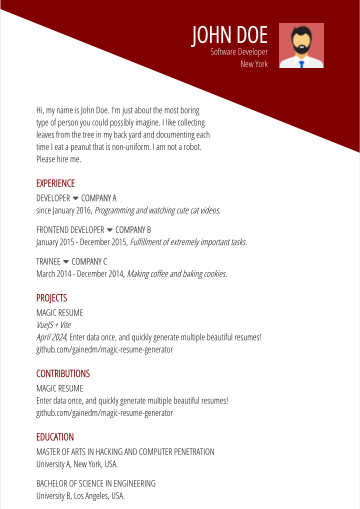 JOHN DOE
Software Developer
New York
Hi, my name is John Doe. I'm just about the most boring
type of person you could possibly imagine. I like collecting
leaves from the tree in my back yard and documenting each
time I eat a peanut that is non-uniform. I am not a robot.
Please hire me.
EXPERIENCE
DEVELOPER COMPANY A
since January 2016, Programming and watching cute cat videos.
FRONTEND DEVELOPER COMPANY B
January 2015 - December 2015, Fulfillment of extremely important tasks.
TRAINEE COMPANY C
March 2014 - December 2014, Making coffee and baking cookies.
PROJECTS
MAGIC RESUME
VueJS + Vite
April 2024, Enter data once, and quickly generate multiple beautiful resumes!
github.com/gainedm/magic-resume-generator
CONTRIBUTIONS
MAGIC RESUME
Enter data once, and quickly generate multiple beautiful resumes!
github.com/gainedm/magic-resume-generator
EDUCATION
MASTER OF ARTS IN HACKING AND COMPUTER PENETRATION
University A, New York, USA.
BACHELOR OF SCIENCE IN ENGINEERING
University B, Los Angeles, USA.